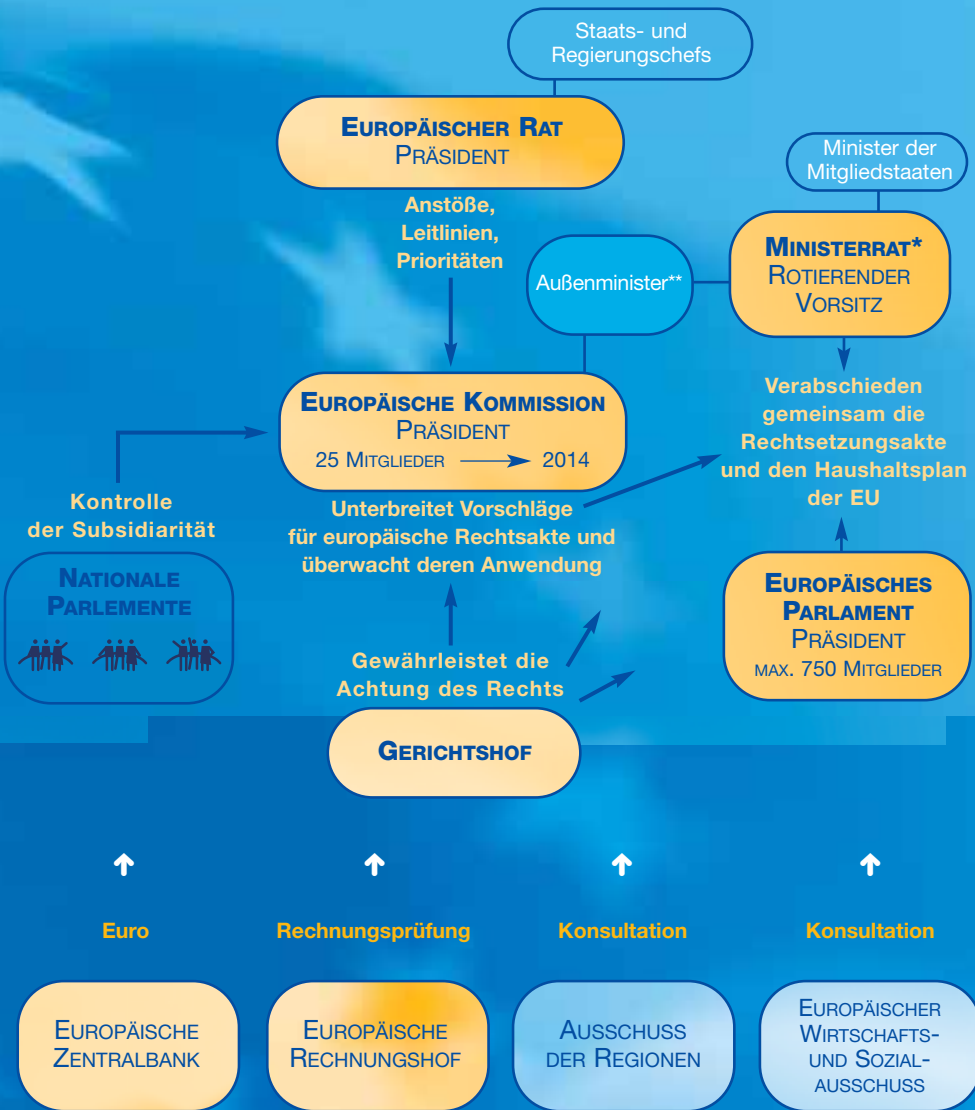 Staats- und
Regierungschefs
EUROPÄISCHER RAT
PRÄSIDENT
Minister der
Mitgliedstaaten
Anstöße,
Leitlinien,
Prioritäten
Außenminister**
MINISTERRAT*
ROTIERENDER
VORSITZ
EUROPÄISCHE KOMMISSION
PRÄSIDENT
25 MITGLIEDER 2014
Verabschieden
gemeinsam die
Rechtsetzungsakte
und den Haushaltsplan
der EU
Kontrolle
der Subsidiarität
Unterbreitet Vorschläge
für europäische Rechtsakte und
überwacht deren Anwendung
NATIONALE
PARLEMENTE
EUROPÄISCHES
PARLAMENT
PRÄSIDENT
MAX. 750 MITGLIEDER
Gewährleistet die
Achtung des Rechts
GERICHTSHOF
Euro
Rechnungsprüfung
Konsultation
Konsultation
EUROPÄISCHE
ZENTRALBANK
EUROPÄISCHE
RECHNUNGSHOF
AUSSCHUSS
DER REGIONEN
EUROPÄISCHER
WIRTSCHAFTS-
UND SOZIAL-
AUSSCHUSS